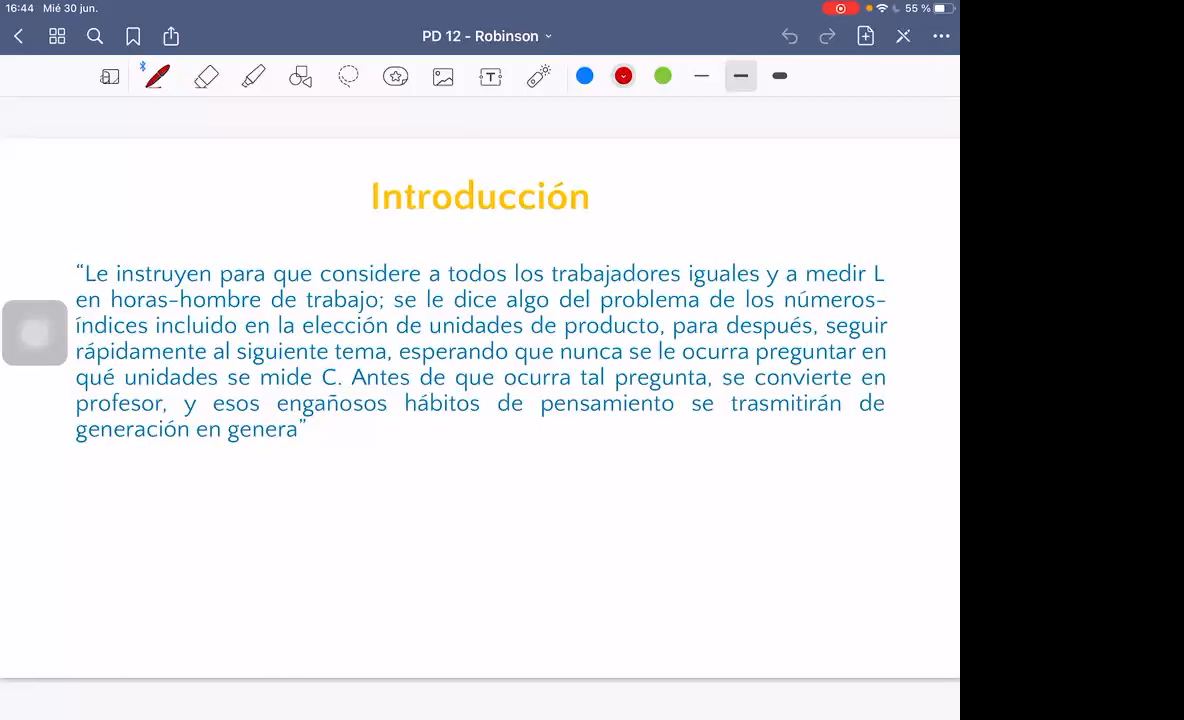 16:44 Mié 30 jun. 55 %
PD 12 - Robinson
T
Introducción
“Le instruyen para que considere a todos los trabajadores iguales y a medir L
en horas-hombre de trabajo; se le dice algo del problema de los números-
índices incluido en la elección de unidades de producto, para después, seguir
rápidamente al siguiente tema, esperando que nunca se le ocurra preguntar en
qué unidades se mide C. Antes de que ocurra tal pregunta, se convierte en
profesor, y esos engañosos hábitos de pensamiento se trasmitirán de
generación en genera”